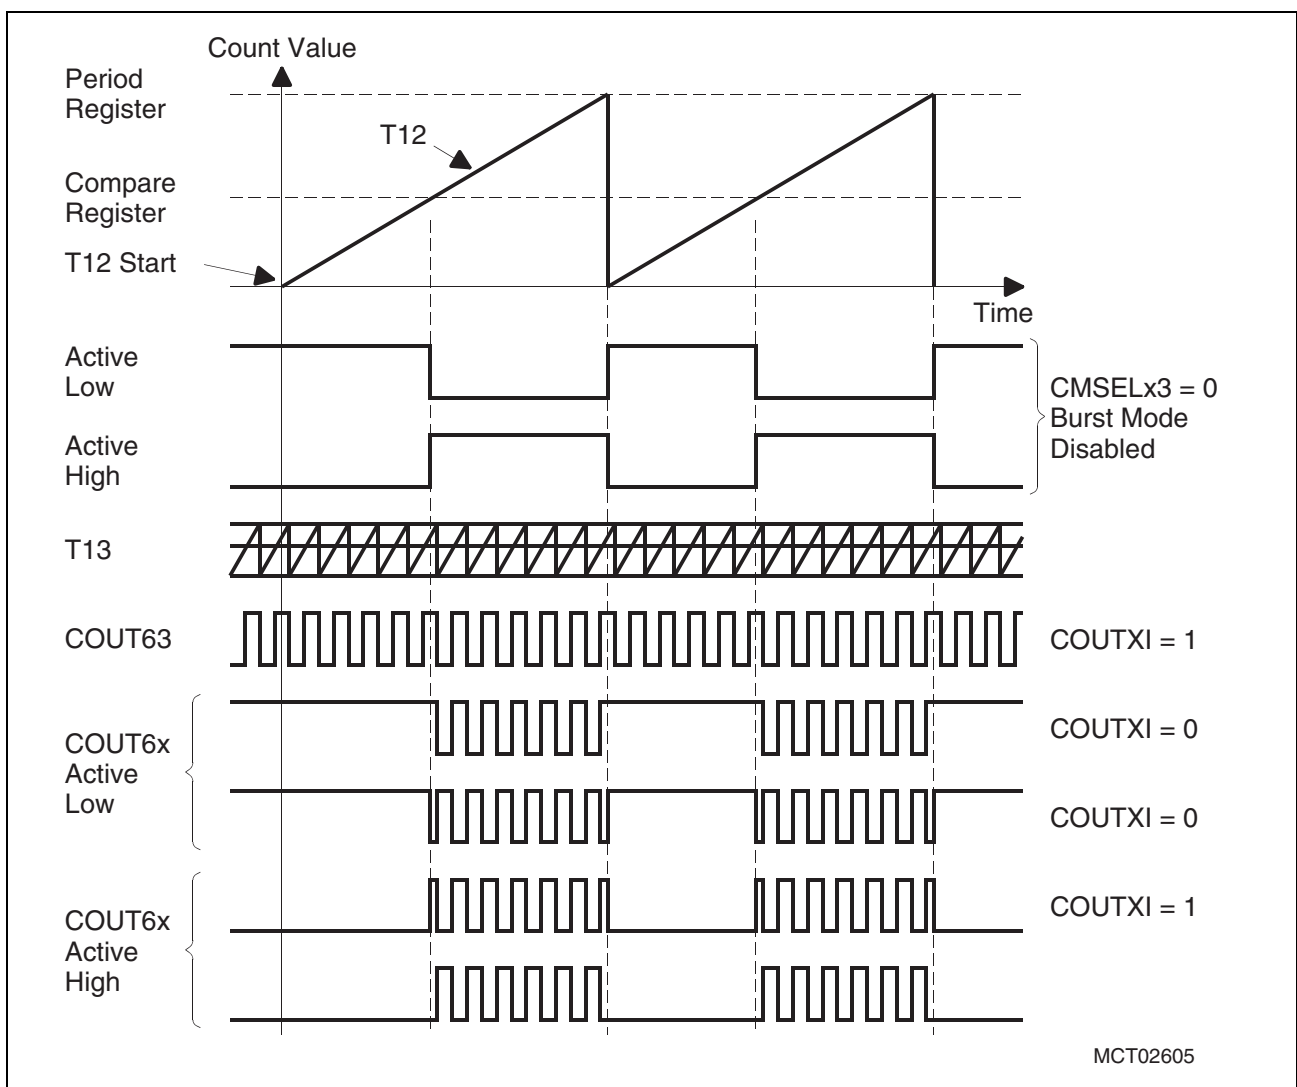 Count Value
Period
Register
T12
Compare
Register
T12 Start
Time
Active
Low
CMSELx3 = 0
Burst Mode
Disabled
Active
High
T13
COUT63
COUTXI = 1
COUT6x
Active
Low
COUTXI = 0
COUTXI = 0
COUT6x
Active
High
COUTXI = 1
MCT02605